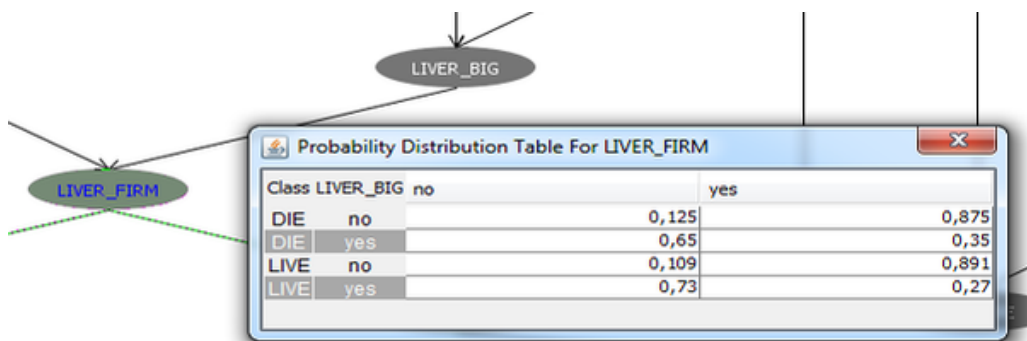 LIVER_BIG
Probability Distribution Table For LIVER_FIRM
LIVER_FIRM
Class LIVER_BIG no yes
DIE no 0,125 0,875
DIE yes 0,65 0,35
LIVE no 0,109 0,891
LIVE yes 0,73 0,27
E